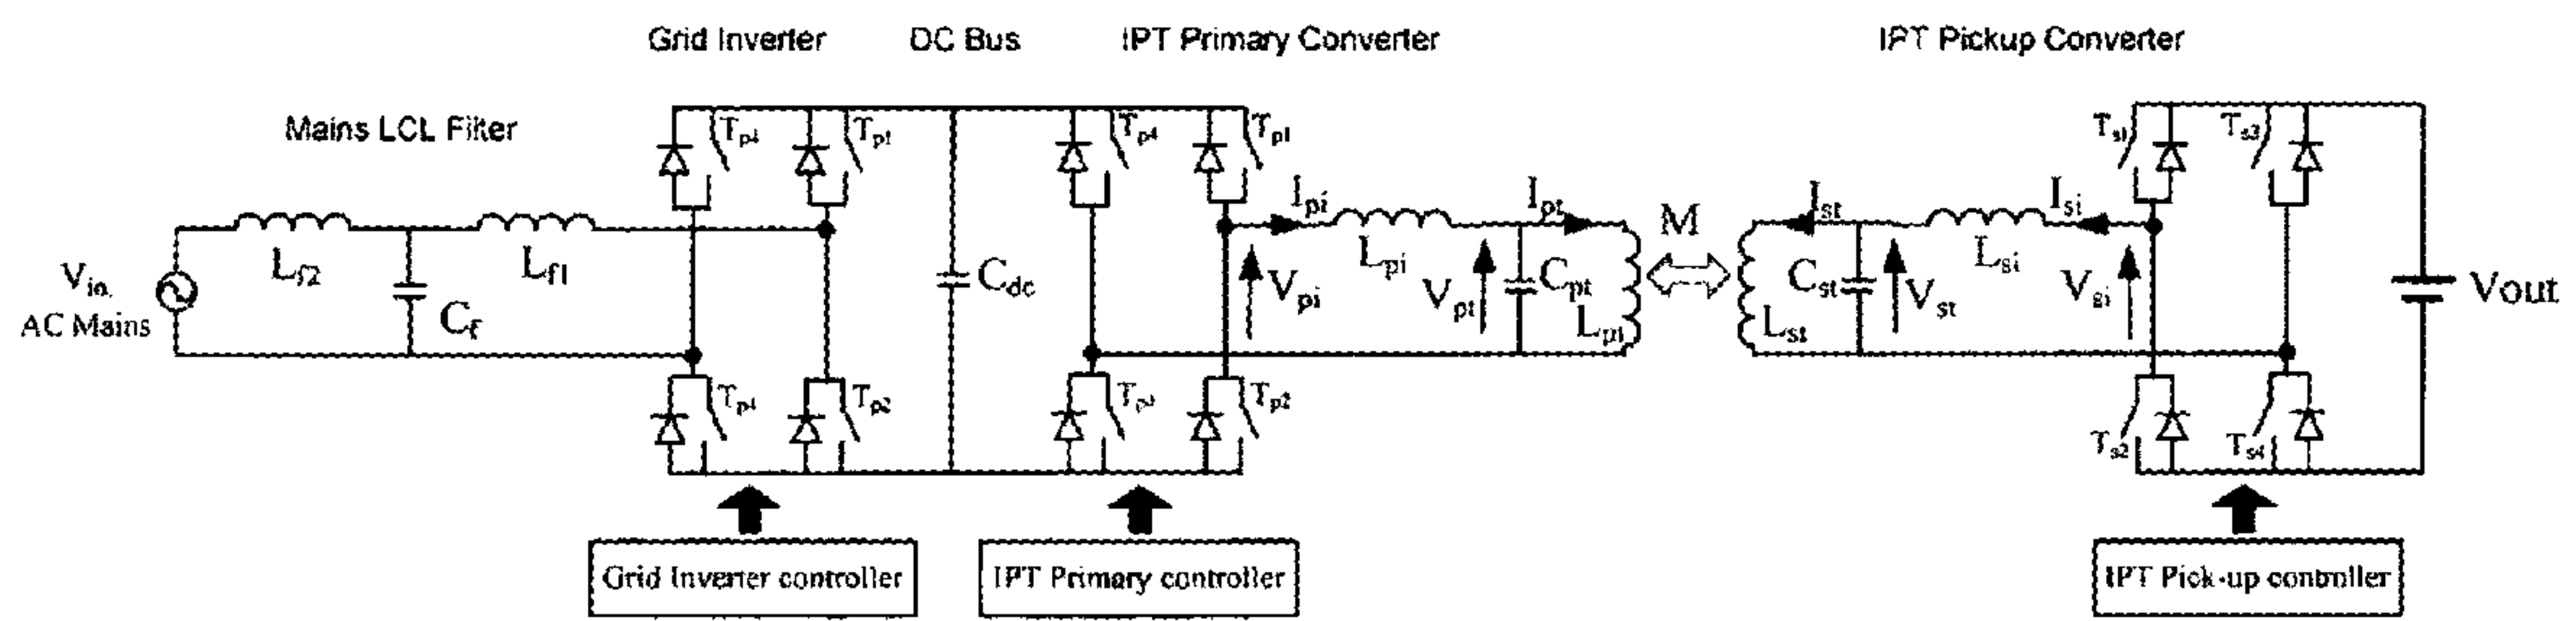 Grid Inverter
DC Bus
IPT Primary Converter
IPT Pickup Converter
Mains LCL Filter
Tp4
Tp1
Tp4
Tp1
Ts1
Ts3
Lf2
Lf1
Vin,
AC Mains
Cf
Cdc
Ipi
Lpi
Ipt
Vpi
Vpt
Cpt
Lpt
M
Ist
Isi
Lst
Cst
Vst
Lsi
Vsi
Vout
Tp2
Tp2
Ts2
Ts4
Grid Inverter controller
IPT Primary controller
IPT Pick-up controller